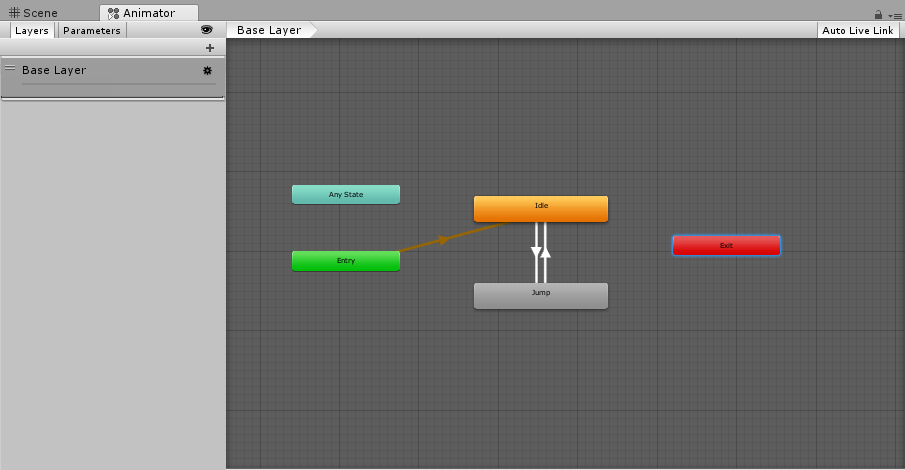 Scene
Animator
Layers
Parameters
Base Layer
Auto Live Link
Base Layer
Any State
Idle
Exit
Entry
Jump